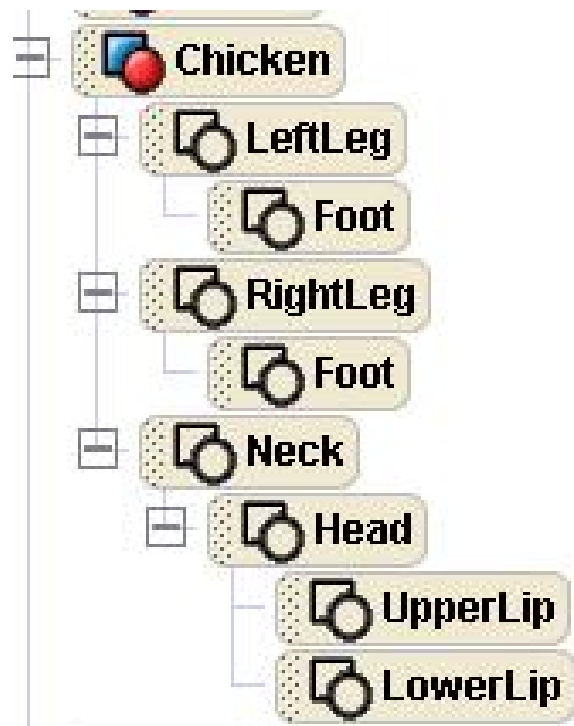 Chicken
LeftLeg
Foot
RightLeg
Foot
Neck
Head
UpperLip
LowerLip